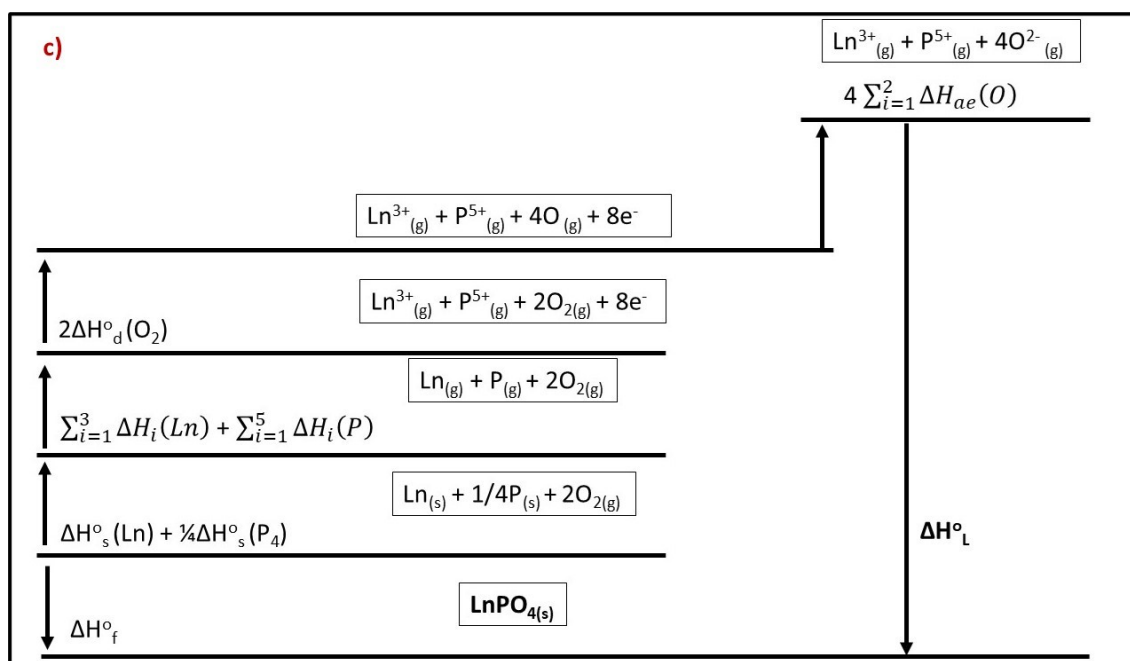 c)
Ln³⁺₍g₎ + P⁵⁺₍g₎ + 4O²⁻ ₍g₎
4 ∑²ᵢ₌₁ ΔHₐₑ(O)
Ln³⁺₍g₎ + P⁵⁺₍g₎ + 4O ₍g₎ + 8e⁻
Ln³⁺₍g₎ + P⁵⁺₍g₎ + 2O₂₍g₎ + 8e⁻
2ΔH°d(O₂)
Ln₍g₎ + P₍g₎ + 2O₂₍g₎
∑³ᵢ₌₁ ΔHᵢ(Ln) + ∑⁵ᵢ₌₁ ΔHᵢ(P)
Ln₍s₎ + 1/4P₍s₎ + 2O₂₍g₎
ΔH°s(Ln) + ¼ΔH°s(P₄)
ΔH°L
LnPO₄₍s₎
ΔH°f